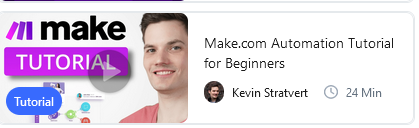 make
TUTORIAL
Tutorial
Make.com Automation Tutorial
for Beginners
Kevin Stratvert
24 Min